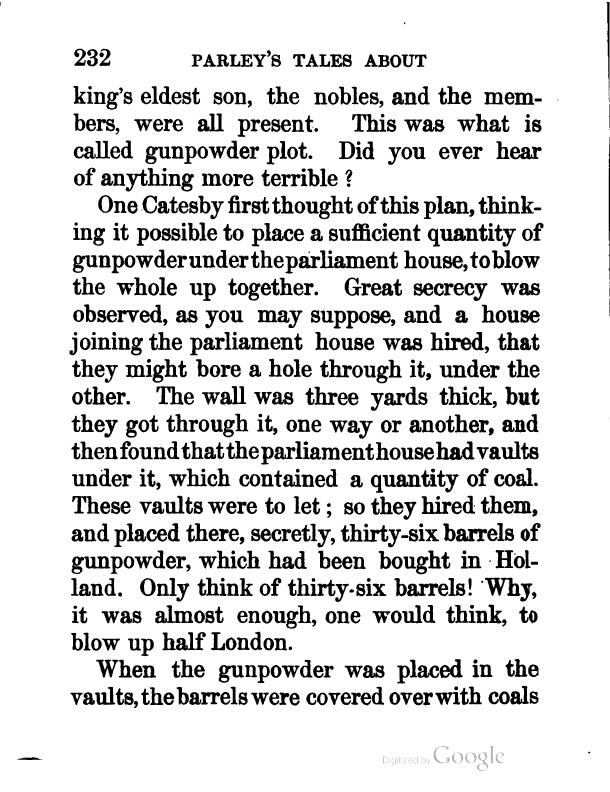 232 PARLEY'S TALES ABOUT
king's eldest son, the nobles, and the mem-
bers, were all present. This was what is
called gunpowder plot. Did you ever hear
of anything more terrible ?
One Catesby first thought of this plan, think-
ing it possible to place a sufficient quantity of
gunpowder under the parliament house, to blow
the whole up together. Great secrecy was
observed, as you may suppose, and a house
joining the parliament house was hired, that
they might bore a hole through it, under the
other. The wall was three yards thick, but
they got through it, one way or another, and
then found that the parliament house had vaults
under it, which contained a quantity of coal.
These vaults were to let ; so they hired them,
and placed there, secretly, thirty-six barrels of
gunpowder, which had been bought in Hol-
land. Only think of thirty-six barrels! Why,
it was almost enough, one would think, to
blow up half London.
When the gunpowder was placed in the
vaults, the barrels were covered over with coals
Digitized by Google